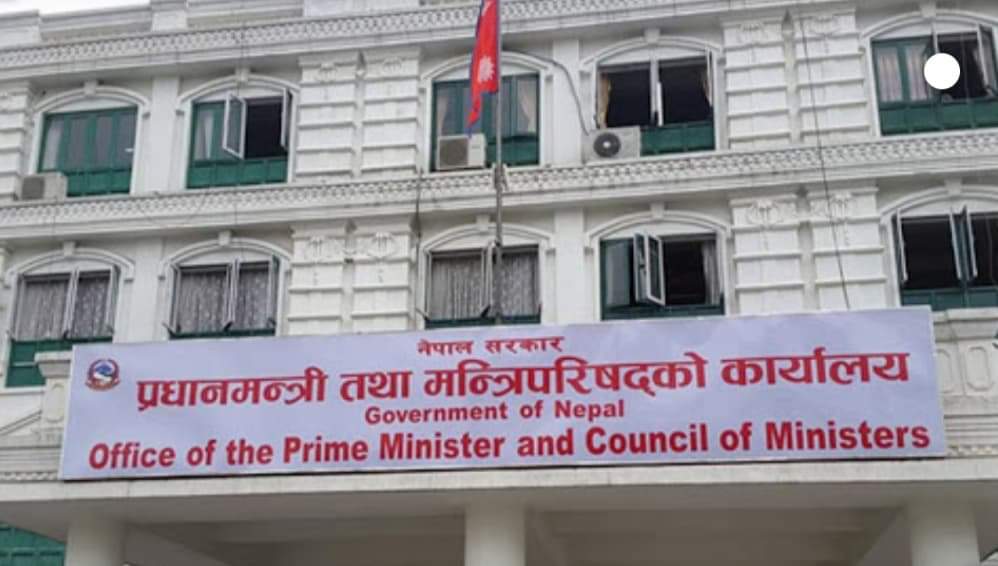 नेपाल सरकार
प्रधानमन्त्री तथा मन्त्रिपरिषद्को कार्यालय
Government of Nepal
Office of the Prime Minister and Council of Ministers